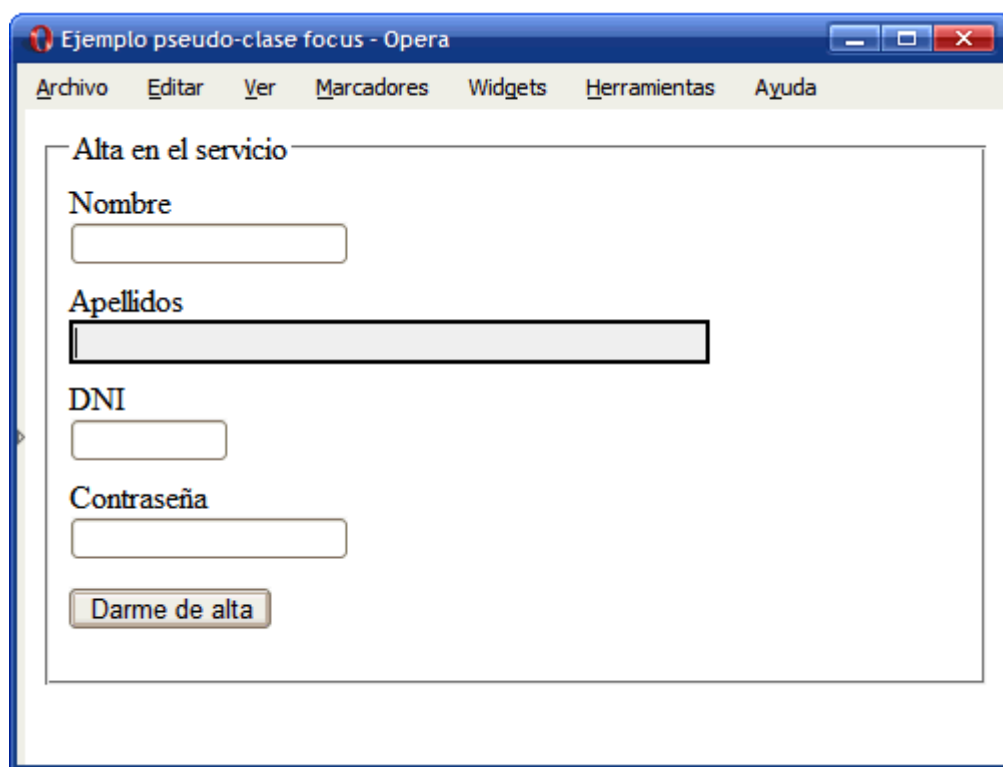 Ejemplo pseudo-clase focus - Opera
Archivo Editar Ver Marcadores Widgets Herramientas Ayuda
Alta en el servicio
Nombre
Apellidos
DNI
Contraseña
Darme de alta